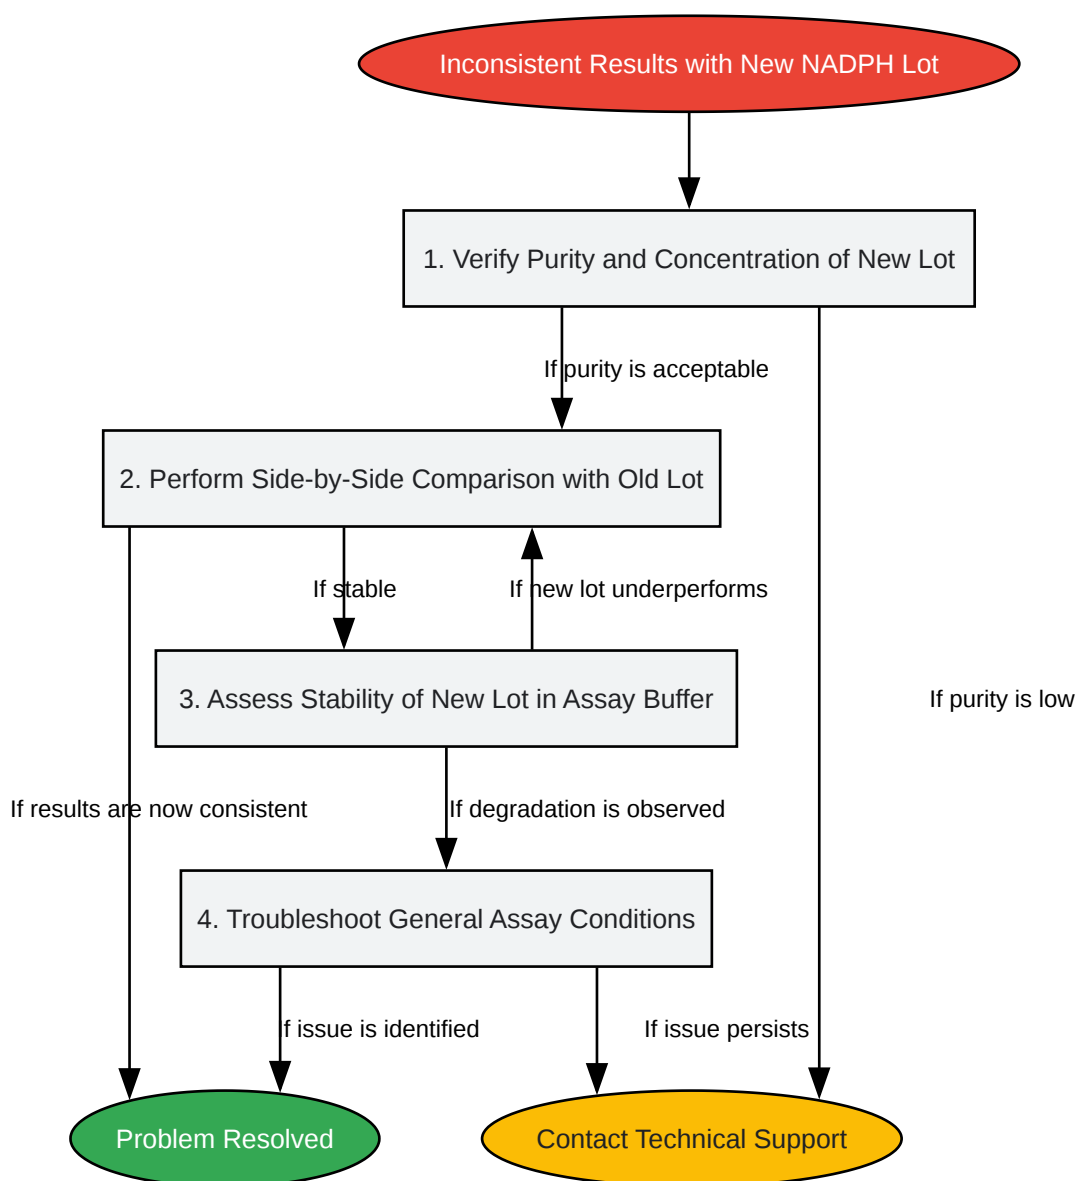 Inconsistent Results with New NADPH Lot
1. Verify Purity and Concentration of New Lot
If purity is acceptable
2. Perform Side-by-Side Comparison with Old Lot
If stable
If new lot underperforms
3. Assess Stability of New Lot in Assay Buffer
If purity is low
If results are now consistent
If degradation is observed
4. Troubleshoot General Assay Conditions
If issue is identified
If issue persists
Problem Resolved
Contact Technical Support